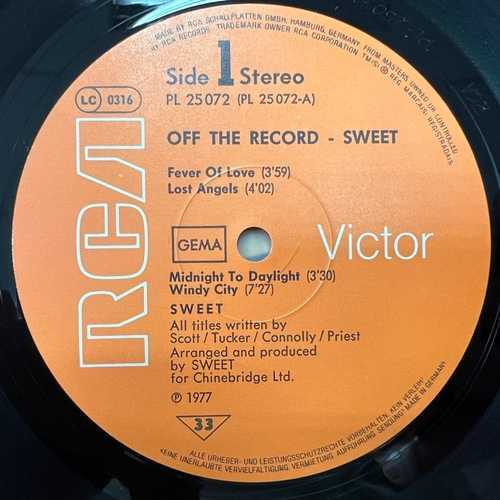 MADE BY RCA SCHALLPLATTEN GMBH, HAMBURG, GERMANY FROM MASTERS OWNED OR CONTROLLED
BY RCA RECORDS. TRADEMARK OWNER RCA CORPORATION
Side 1 Stereo
PL 25072 (PL 25072-A)
LC 0316
OFF THE RECORD - SWEET
Fever Of Love (3'59)
Lost Angels (4'02)
RCA
GEMA
Victor
Midnight To Daylight (3'30)
Windy City (7'27)
SWEET
All titles written by
Scott/Tucker/Connolly/Priest
Arranged and produced
by SWEET
for Chinebridge Ltd.
℗ 1977
33
ALLE URHEBER- UND LEISTUNGSSCHUTZRECHTE VORBEHALTEN. KEIN VERLEIH!
KEINE UNERLAUBTE VERVIELFÄLTIGUNG, VERMIETUNG, AUFFÜHRUNG, SENDUNG! MADE IN GERMANY